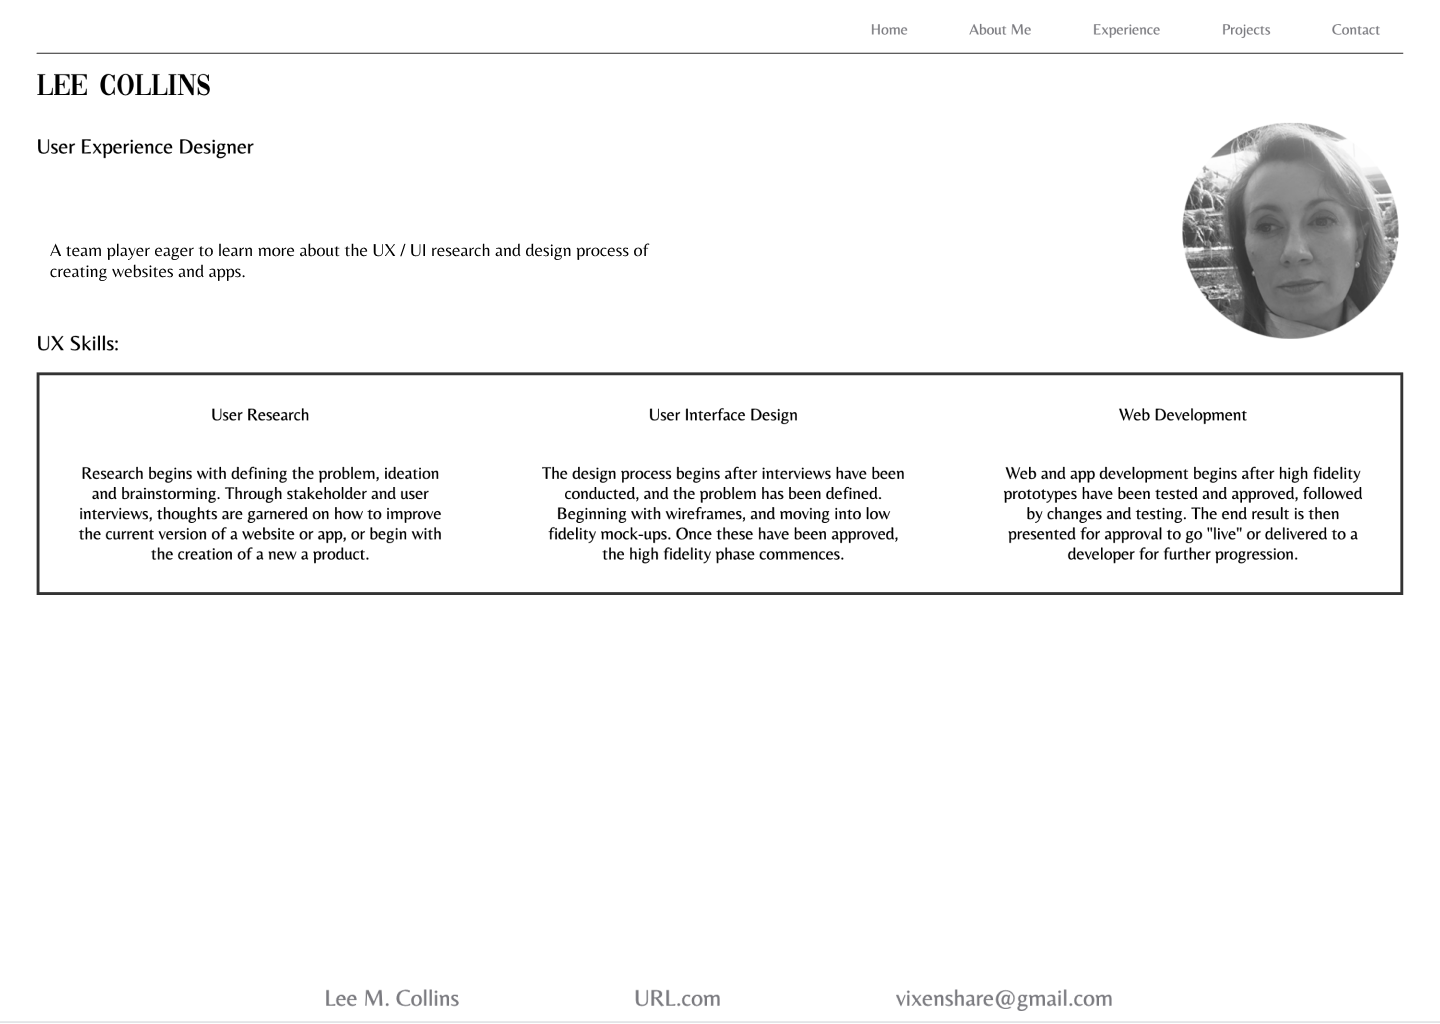 Home About Me Experience Projects Contact
LEE COLLINS
User Experience Designer
A team player eager to learn more about the UX / UI research and design process of
creating websites and apps.
UX Skills:
User Research
Research begins with defining the problem, ideation
and brainstorming. Through stakeholder and user
interviews, thoughts are garnered on how to improve
the current version of a website or app, or begin with
the creation of a new a product.
User Interface Design
The design process begins after interviews have been
conducted, and the problem has been defined.
Beginning with wireframes, and moving into low
fidelity mock-ups. Once these have been approved,
the high fidelity phase commences.
Web Development
Web and app development begins after high fidelity
prototypes have been tested and approved, followed
by changes and testing. The end result is then
presented for approval to go "live" or delivered to a
developer for further progression.
Lee M. Collins URL.com vixenshare@gmail.com